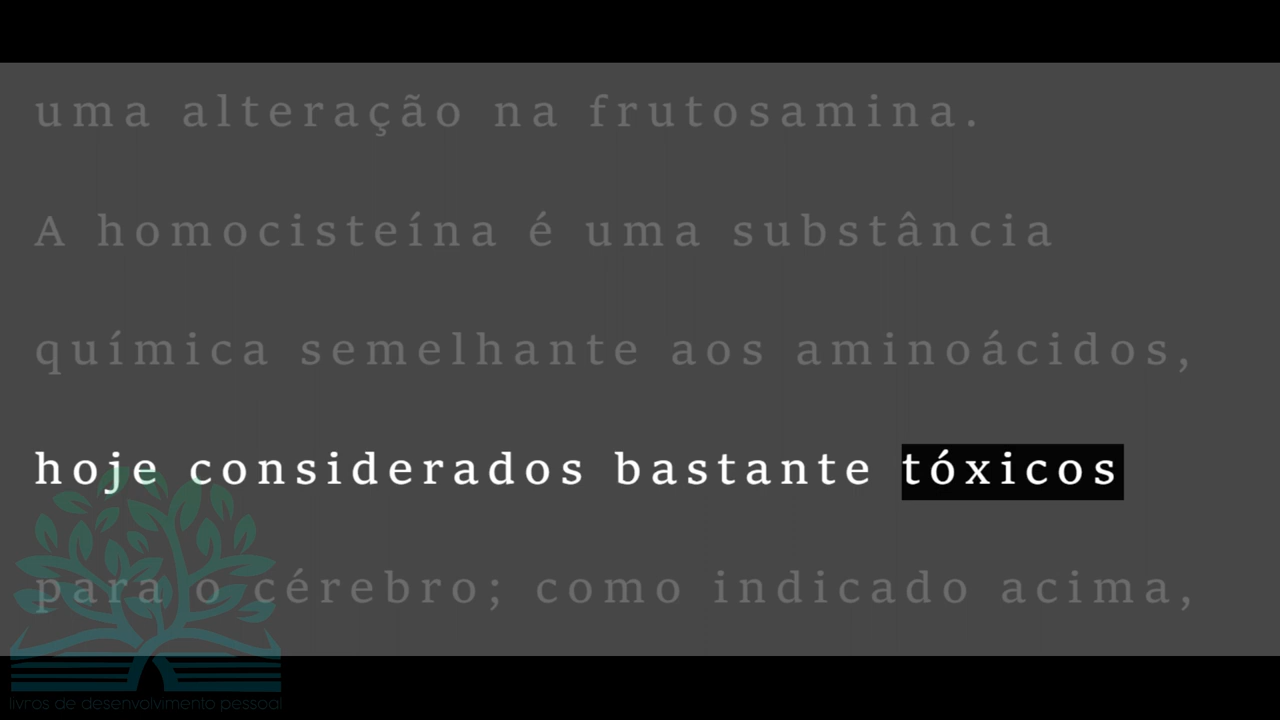 uma alteração na frutosamina.
A homocisteína é uma substância
química semelhante aos aminoácidos,
hoje considerados bastante tóxicos
para o cérebro; como indicado acima,
livros de desenvolvimento pessoal